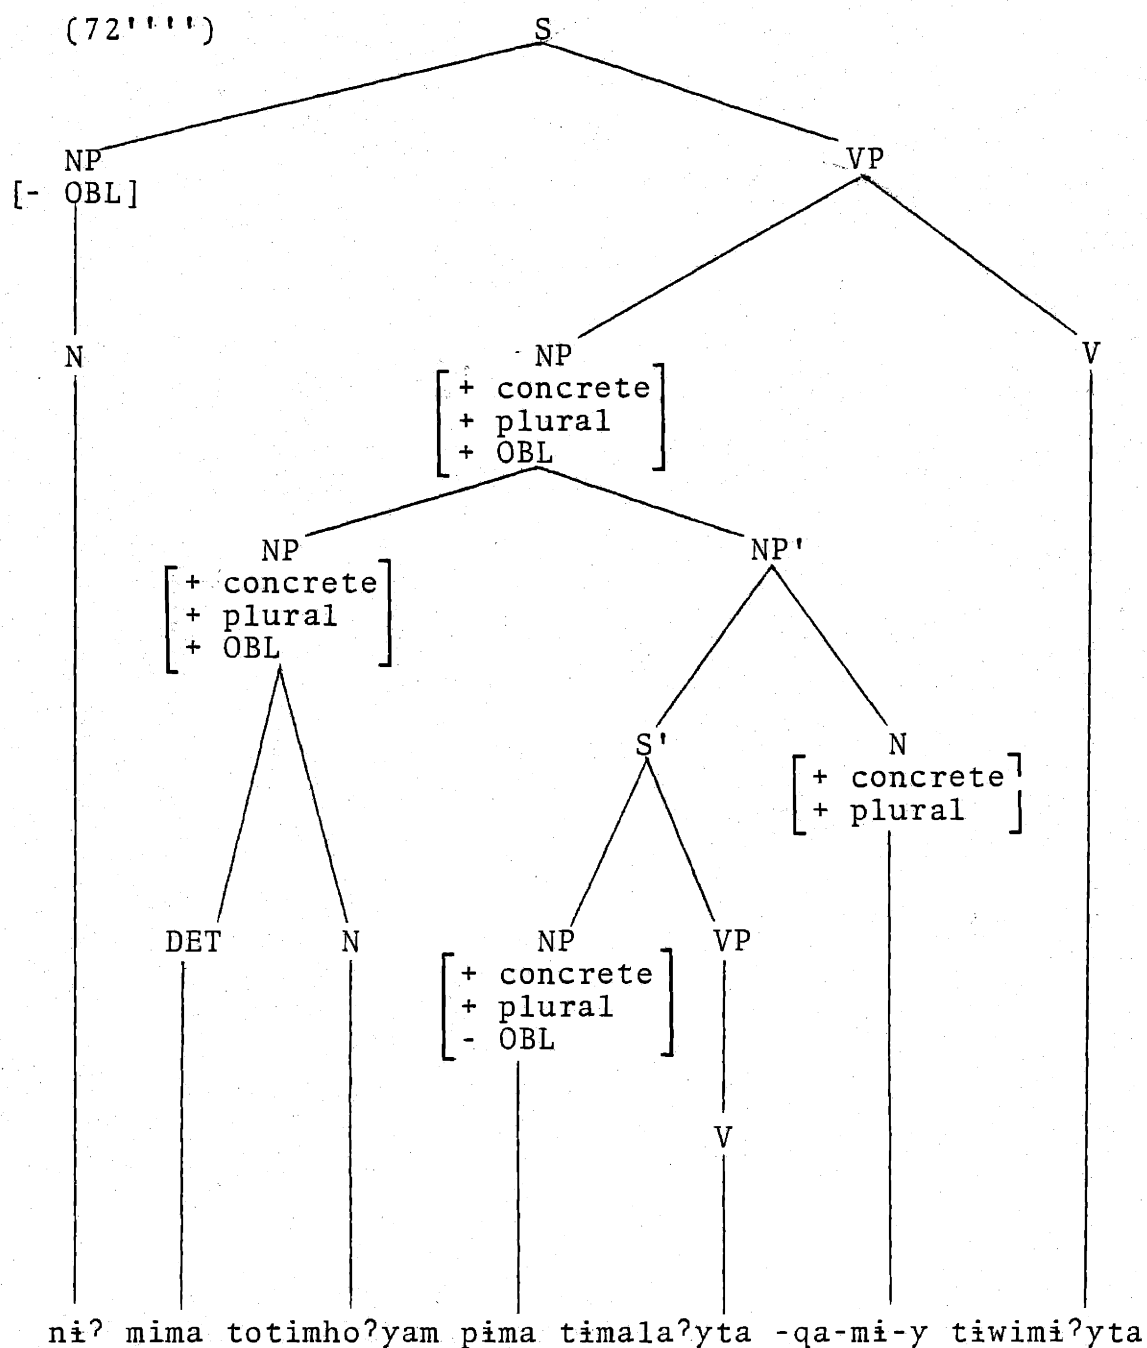 (72'''')
S
NP VP
[- OBL]
N NP V
[+ concrete
+ plural
+ OBL]
NP NP'
[+ concrete
+ plural
+ OBL]
S' N
[+ concrete
+ plural]
DET N NP VP
[+ concrete
+ plural
- OBL]
V
nɨʔ mima totimhoʔyam pɨma tɨmalaʔyta -qa-mɨ-y tɨwimɨʔyta